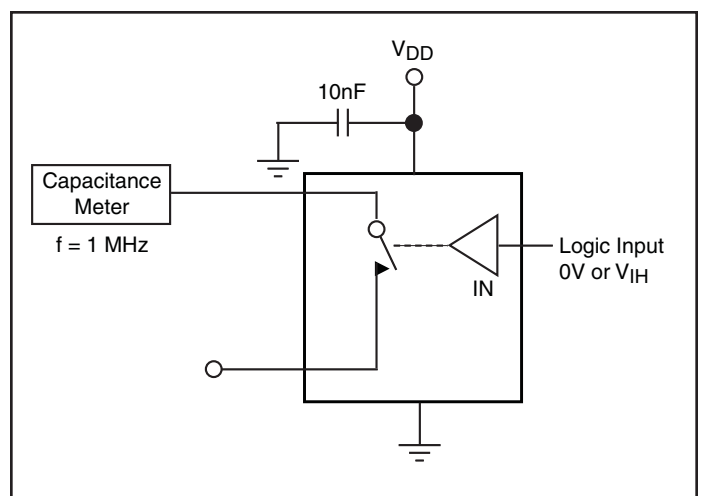 VDD
10nF
Capacitance
Meter
f = 1 MHz
Logic Input
0V or VIH
IN